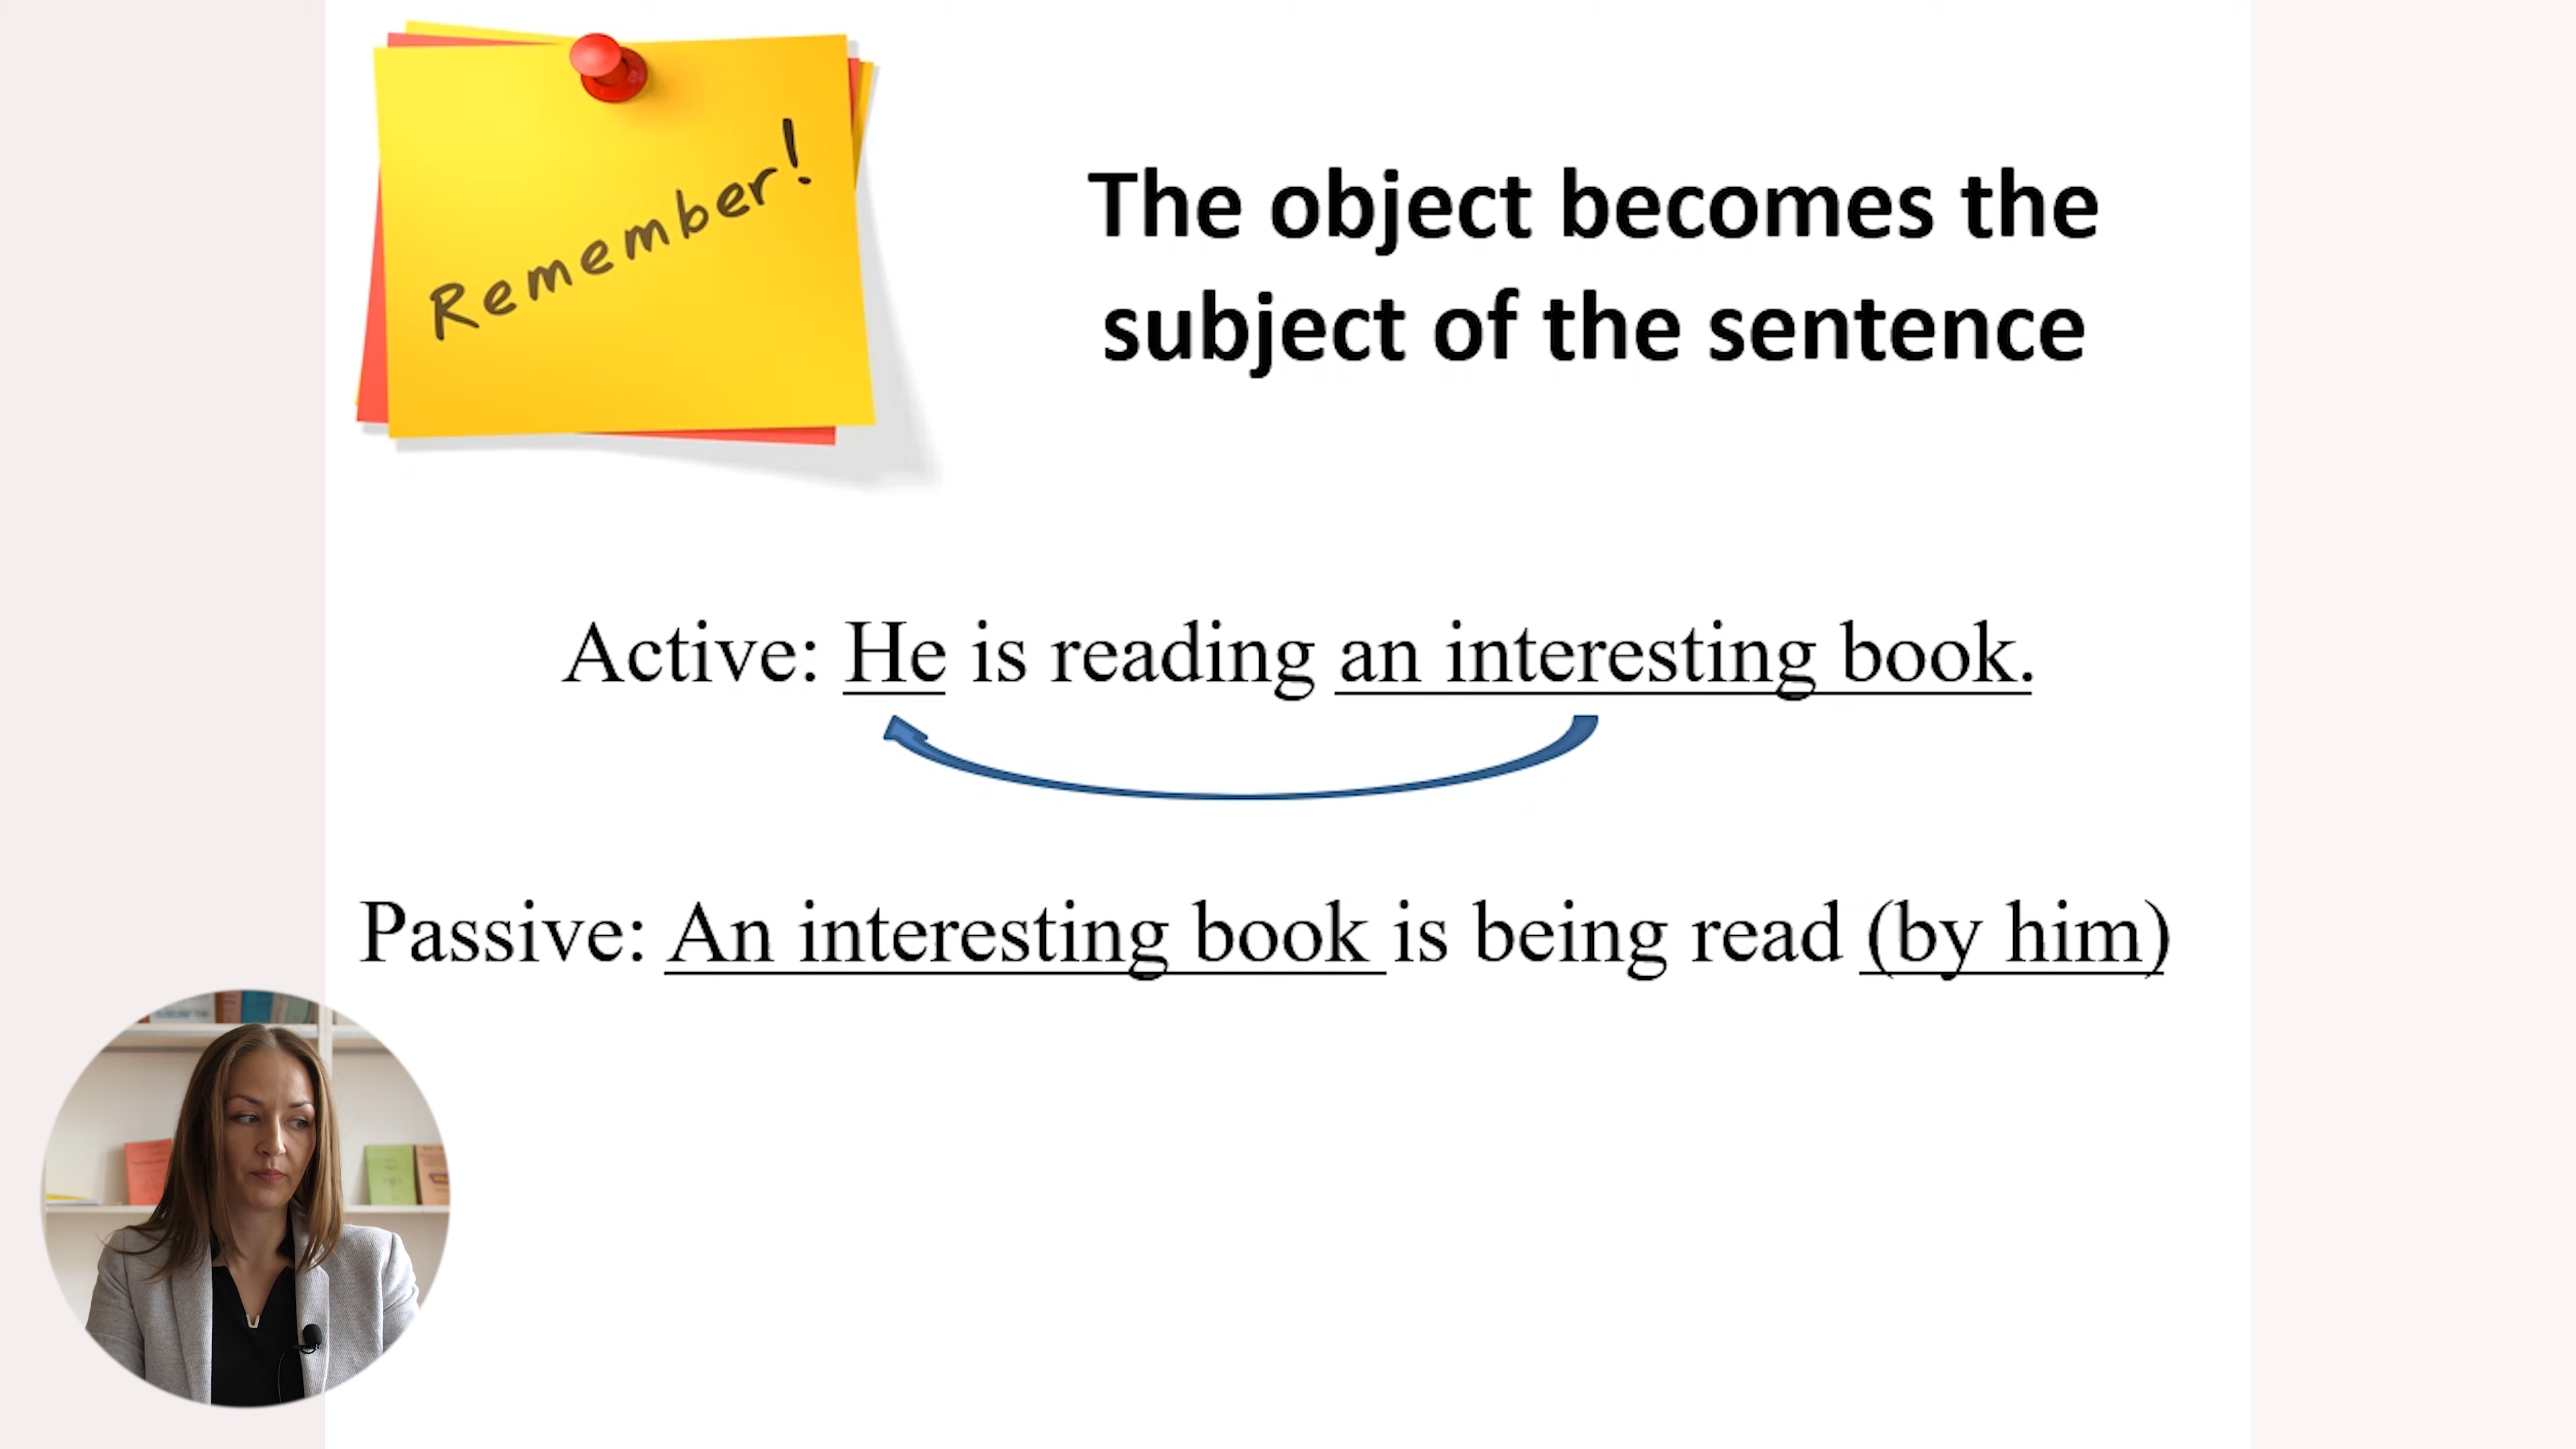 Remember!
The object becomes the
subject of the sentence
Active: He is reading an interesting book.
Passive: An interesting book is being read (by him)